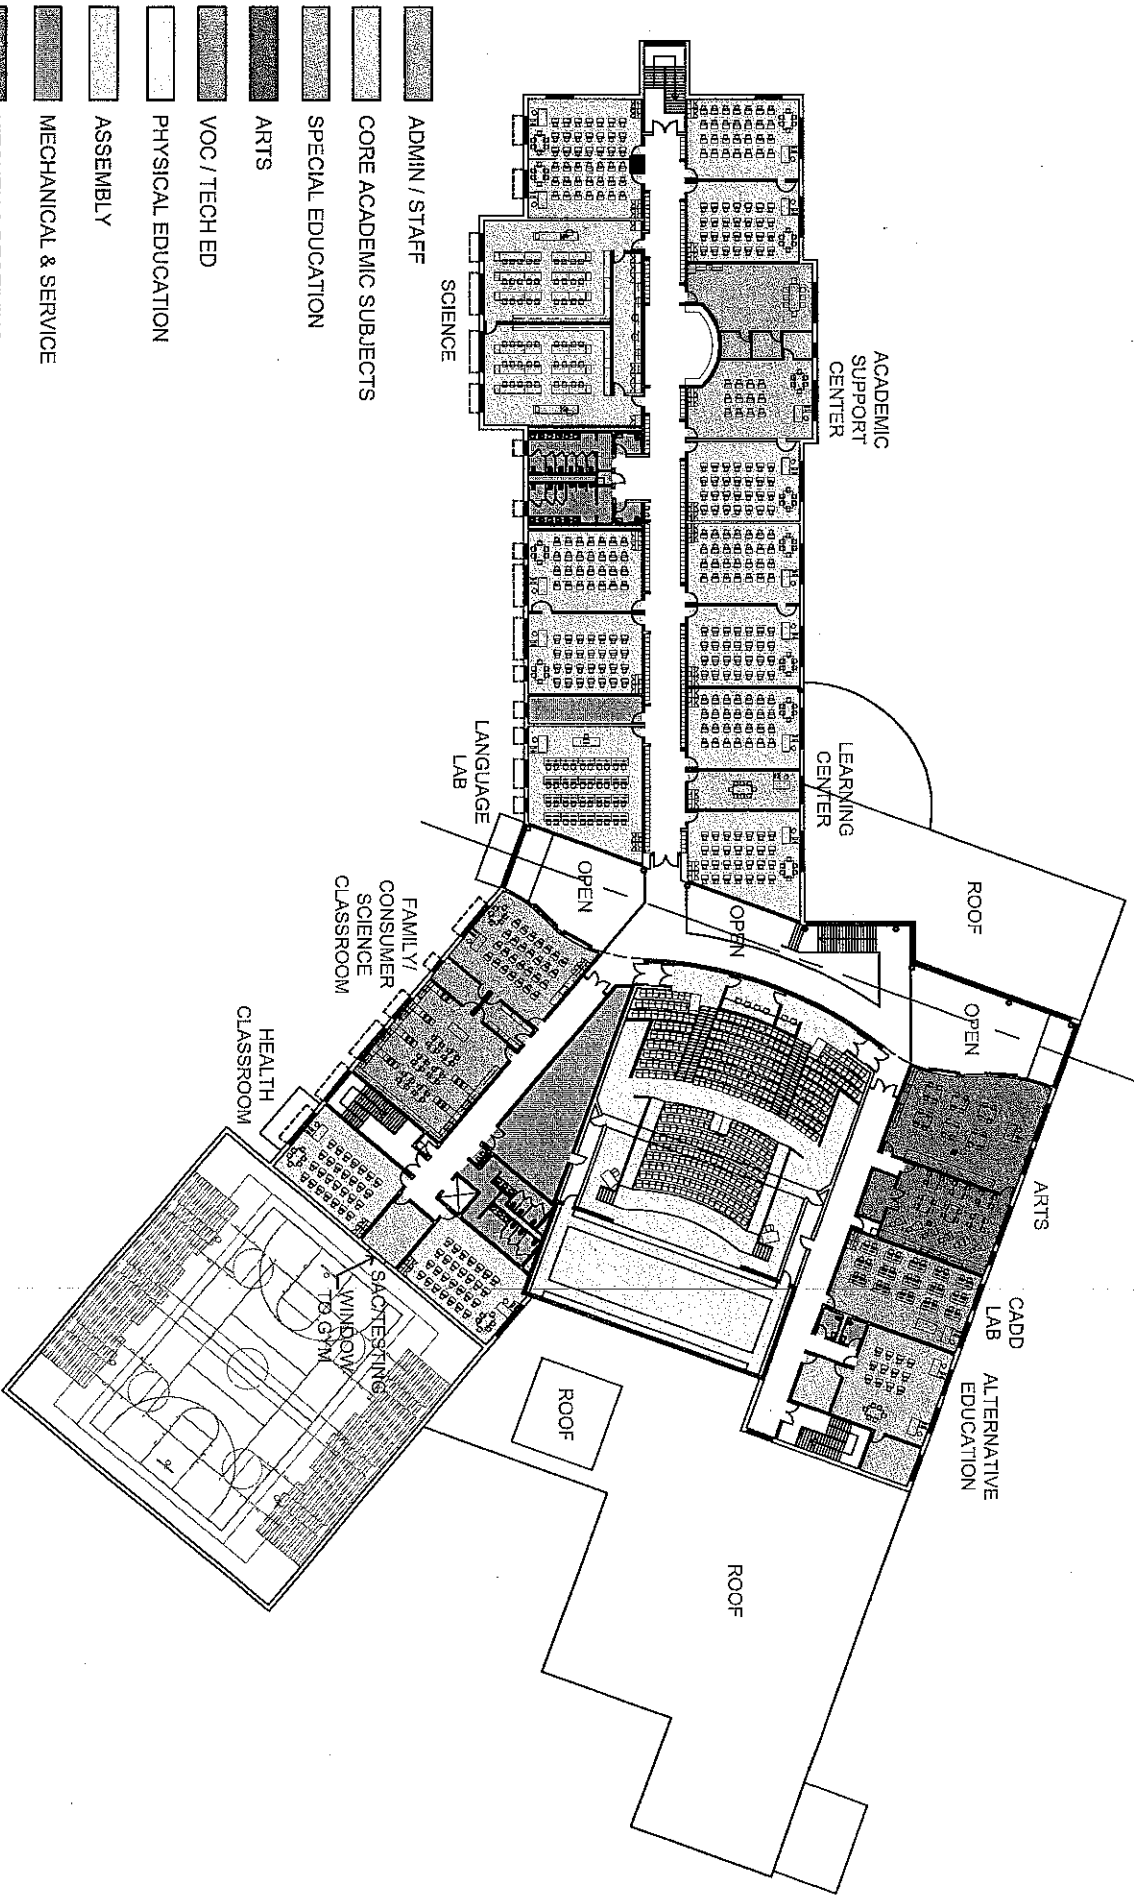 ACADEMIC
SUPPORT
CENTER
LEARNING
CENTER
ROOF
OPEN
ARTS
CADD
LAB
ALTERNATIVE
EDUCATION
OPEN
OPEN
ROOF
ROOF
SCIENCE
LANGUAGE
LAB
FAMILY/
CONSUMER
SCIENCE
CLASSROOM
HEALTH
CLASSROOM
SAC/TESTING
WINDOW
TO GYM
ADMIN / STAFF
CORE ACADEMIC SUBJECTS
SPECIAL EDUCATION
ARTS
VOC / TECH ED
PHYSICAL EDUCATION
ASSEMBLY
MECHANICAL & SERVICE